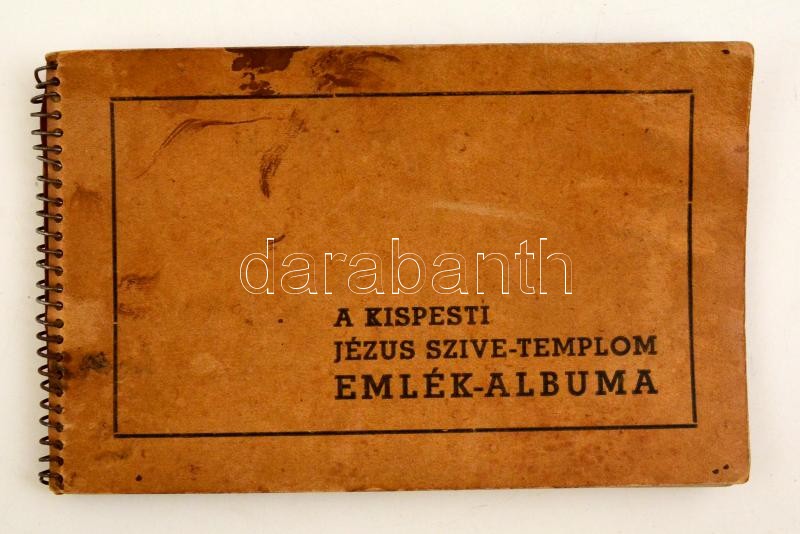 darabanth
A KISPESTI
JÉZUS SZIVE-TEMPLOM
EMLÉK-ALBUMA